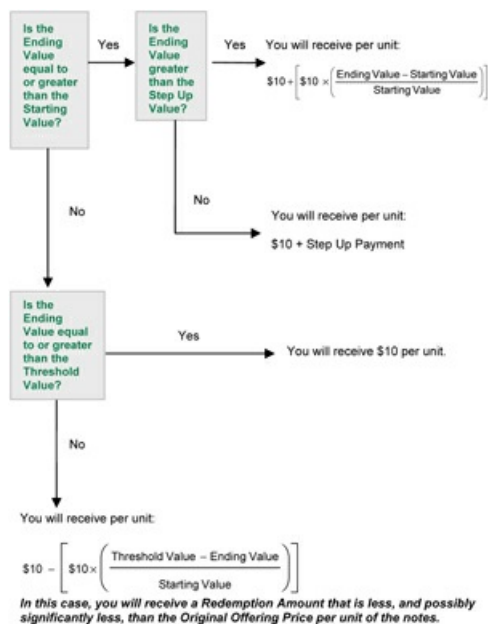 Is the
Ending
Value
equal to
or greater
than the
Starting
Value?
Yes
Is the
Ending
Value
greater
than the
Step Up
Value?
Yes
You will receive per unit:
$10 + [$10 × (Ending Value – Starting Value / Starting Value)]
No
No
You will receive per unit:
$10 + Step Up Payment
Is the
Ending
Value equal
to or greater
than the
Threshold
Value?
Yes
You will receive $10 per unit.
No
You will receive per unit:
$10 – [$10 × (Threshold Value – Ending Value / Starting Value)]
In this case, you will receive a Redemption Amount that is less, and possibly
significantly less, than the Original Offering Price per unit of the notes.